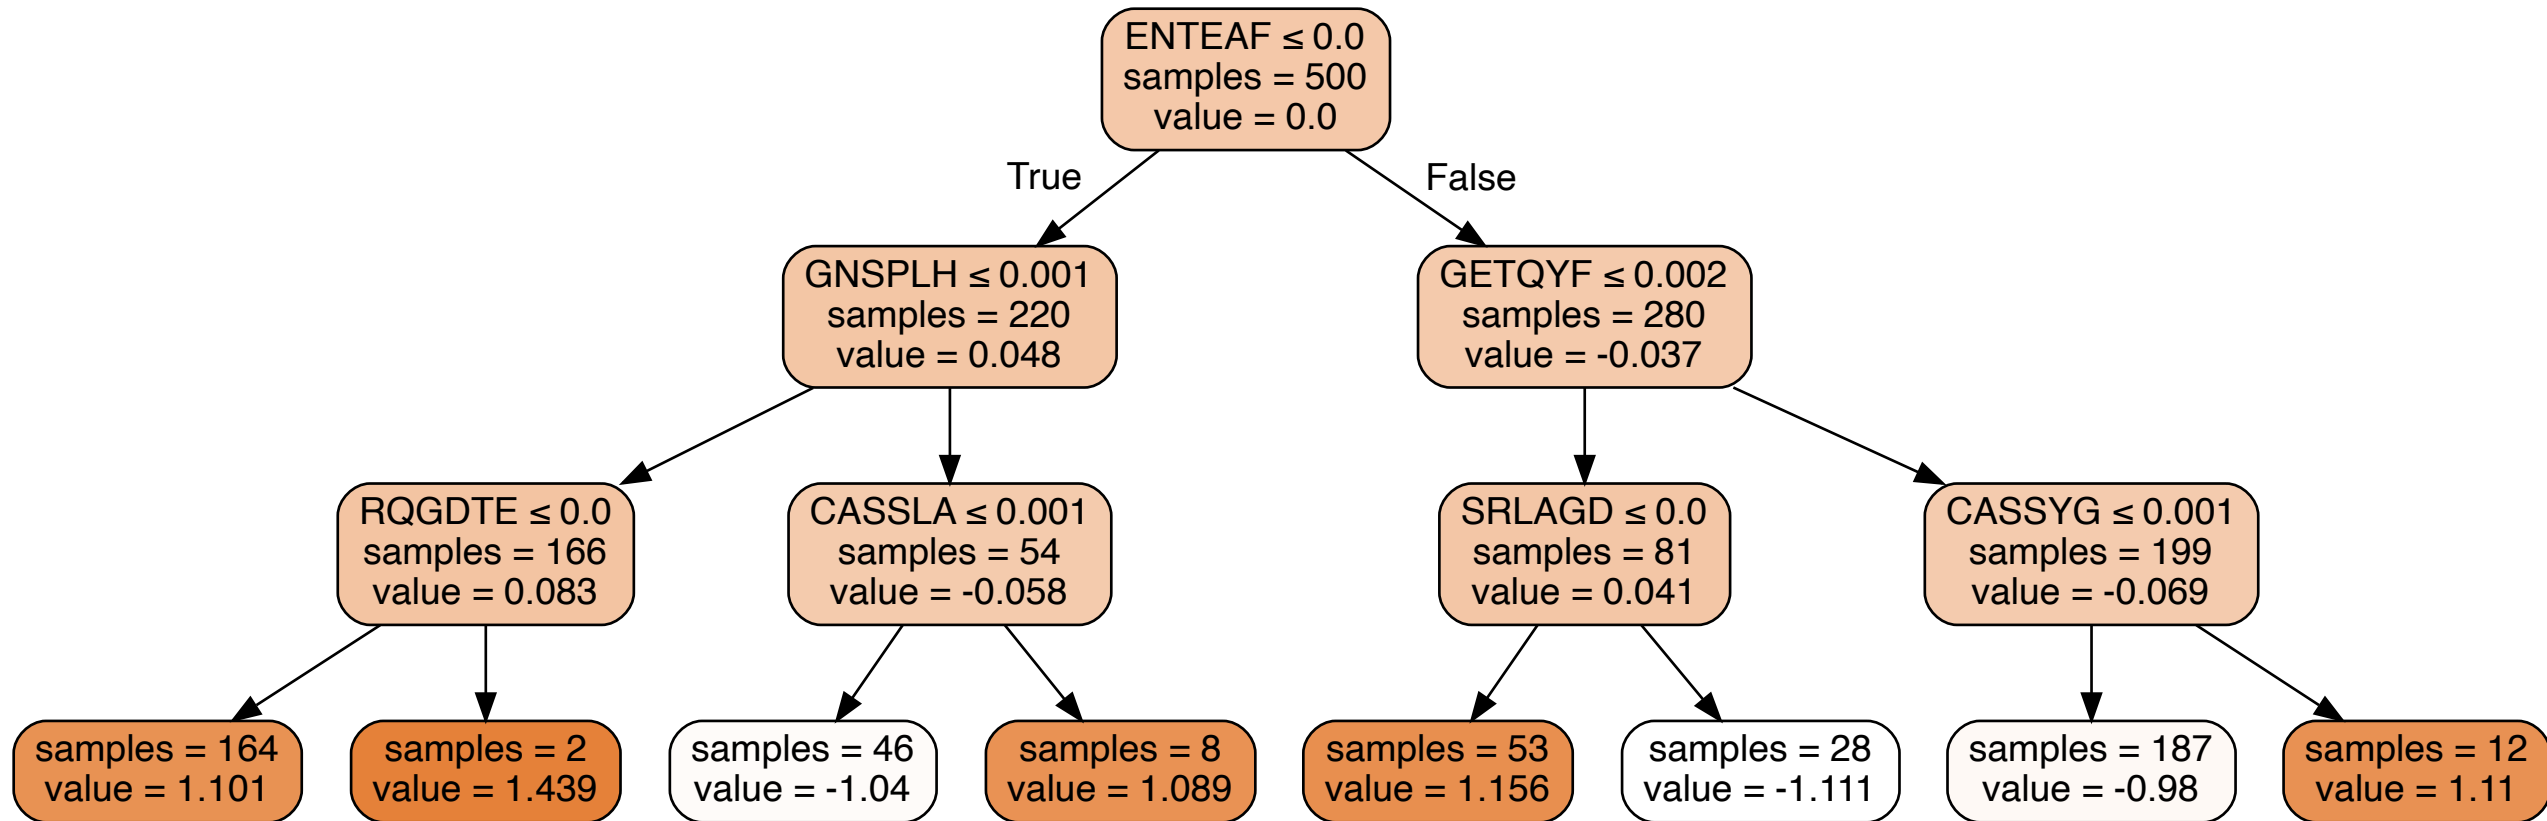 ENTEAF ≤ 0.0
samples = 500
value = 0.0
True
False
GNSPLH ≤ 0.001
samples = 220
value = 0.048
GETQYF ≤ 0.002
samples = 280
value = -0.037
RQGDTE ≤ 0.0
samples = 166
value = 0.083
CASSLA ≤ 0.001
samples = 54
value = -0.058
SRLAGD ≤ 0.0
samples = 81
value = 0.041
CASSYG ≤ 0.001
samples = 199
value = -0.069
samples = 164
value = 1.101
samples = 2
value = 1.439
samples = 46
value = -1.04
samples = 8
value = 1.089
samples = 53
value = 1.156
samples = 28
value = -1.111
samples = 187
value = -0.98
samples = 12
value = 1.11